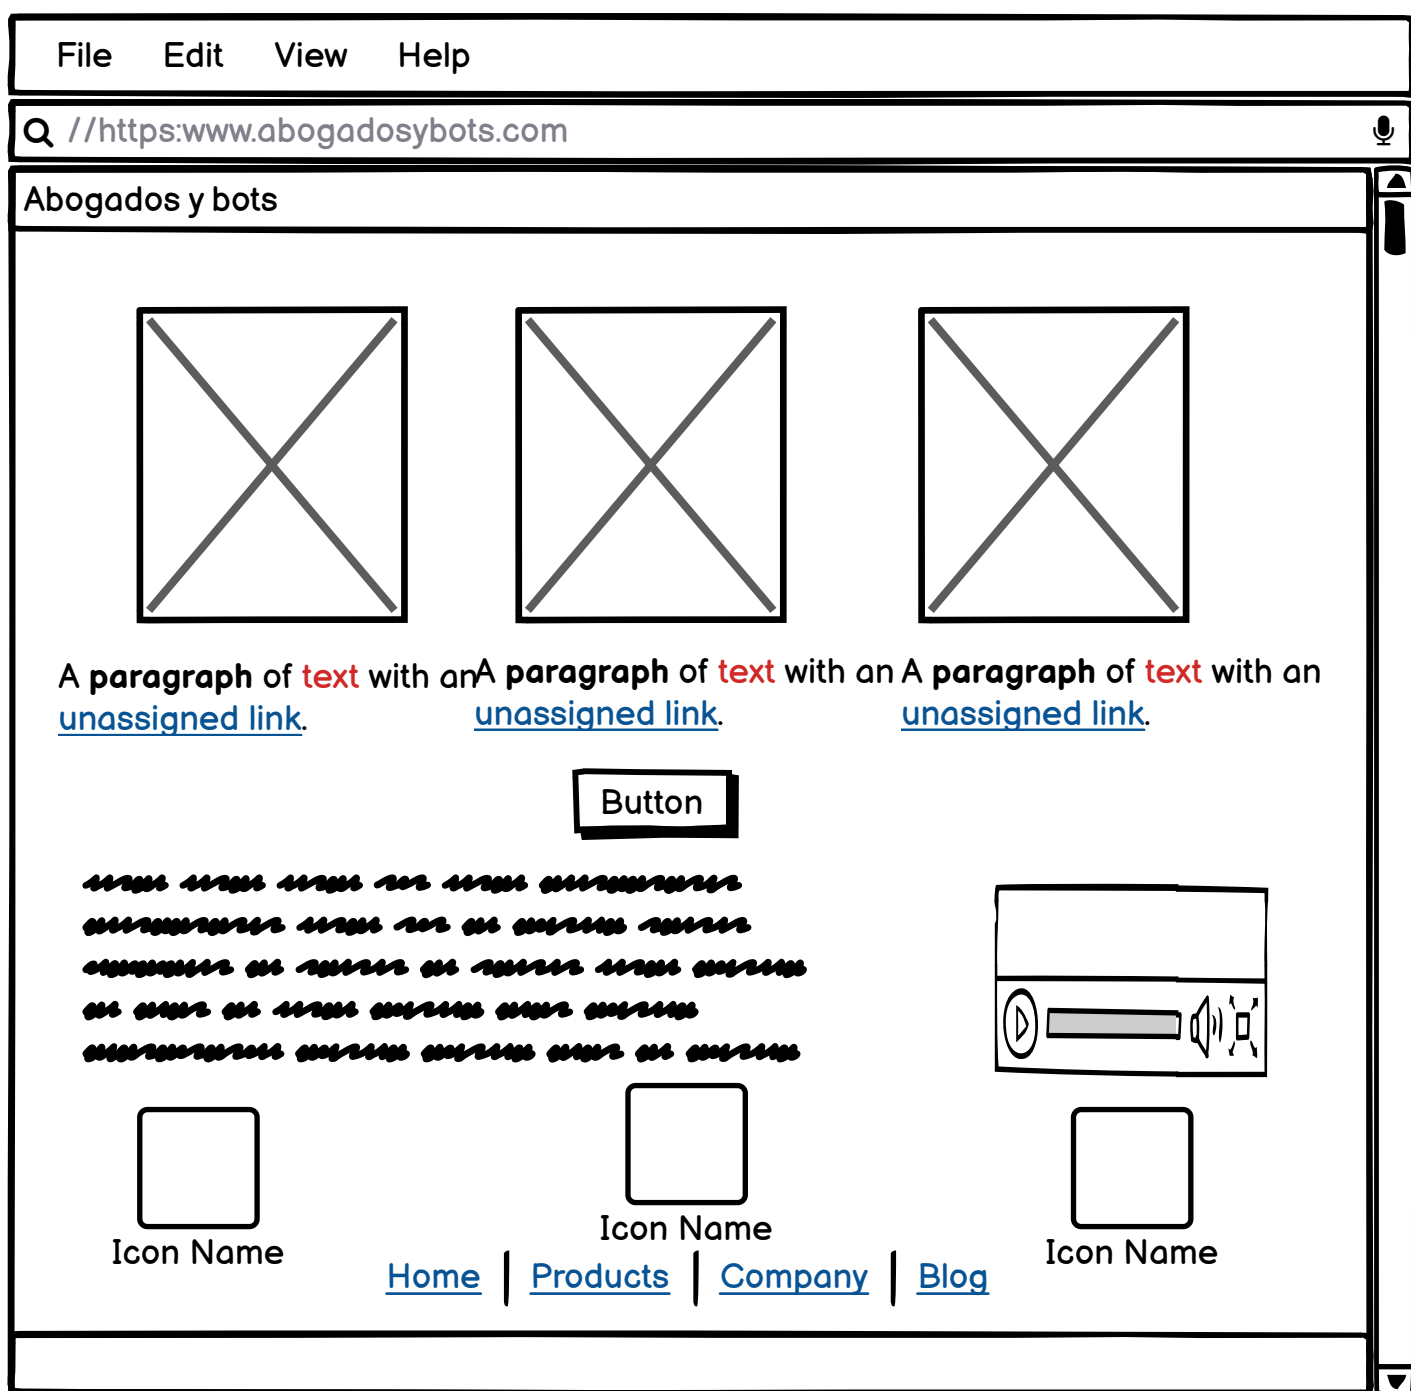 File Edit View Help
//https:www.abogadosybots.com
Abogados y bots
A paragraph of text with an
unassigned link.
A paragraph of text with an
unassigned link.
A paragraph of text with an
unassigned link.
Button
Icon Name
Icon Name
Icon Name
Home Products Company Blog